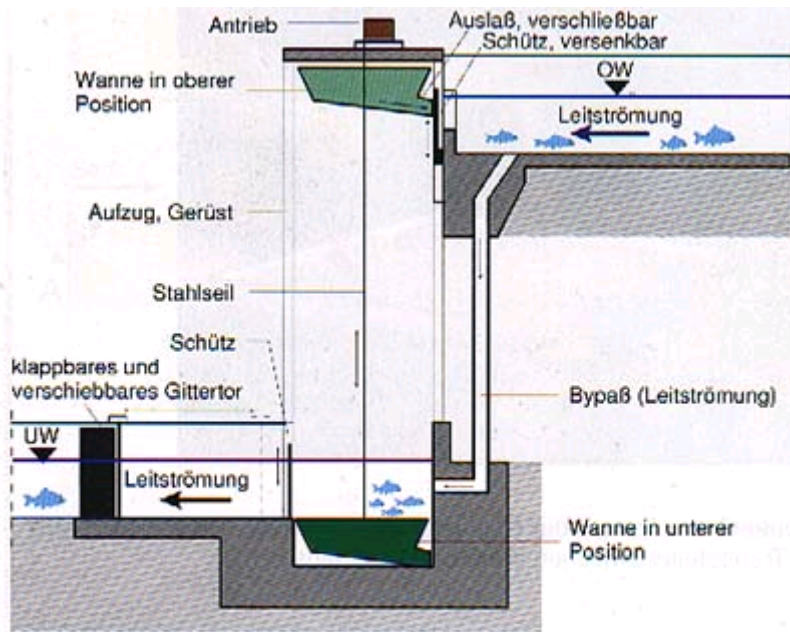 Antrieb
Auslaß, verschließbar
Schütz, versenkbar
Wanne in oberer
Position
OW
Leitströmung
Aufzug, Gerüst
Stahlseil
Schütz
klappbares und
verschiebbares Gittertor
Bypaß (Leitströmung)
UW
Leitströmung
Wanne in unterer
Position